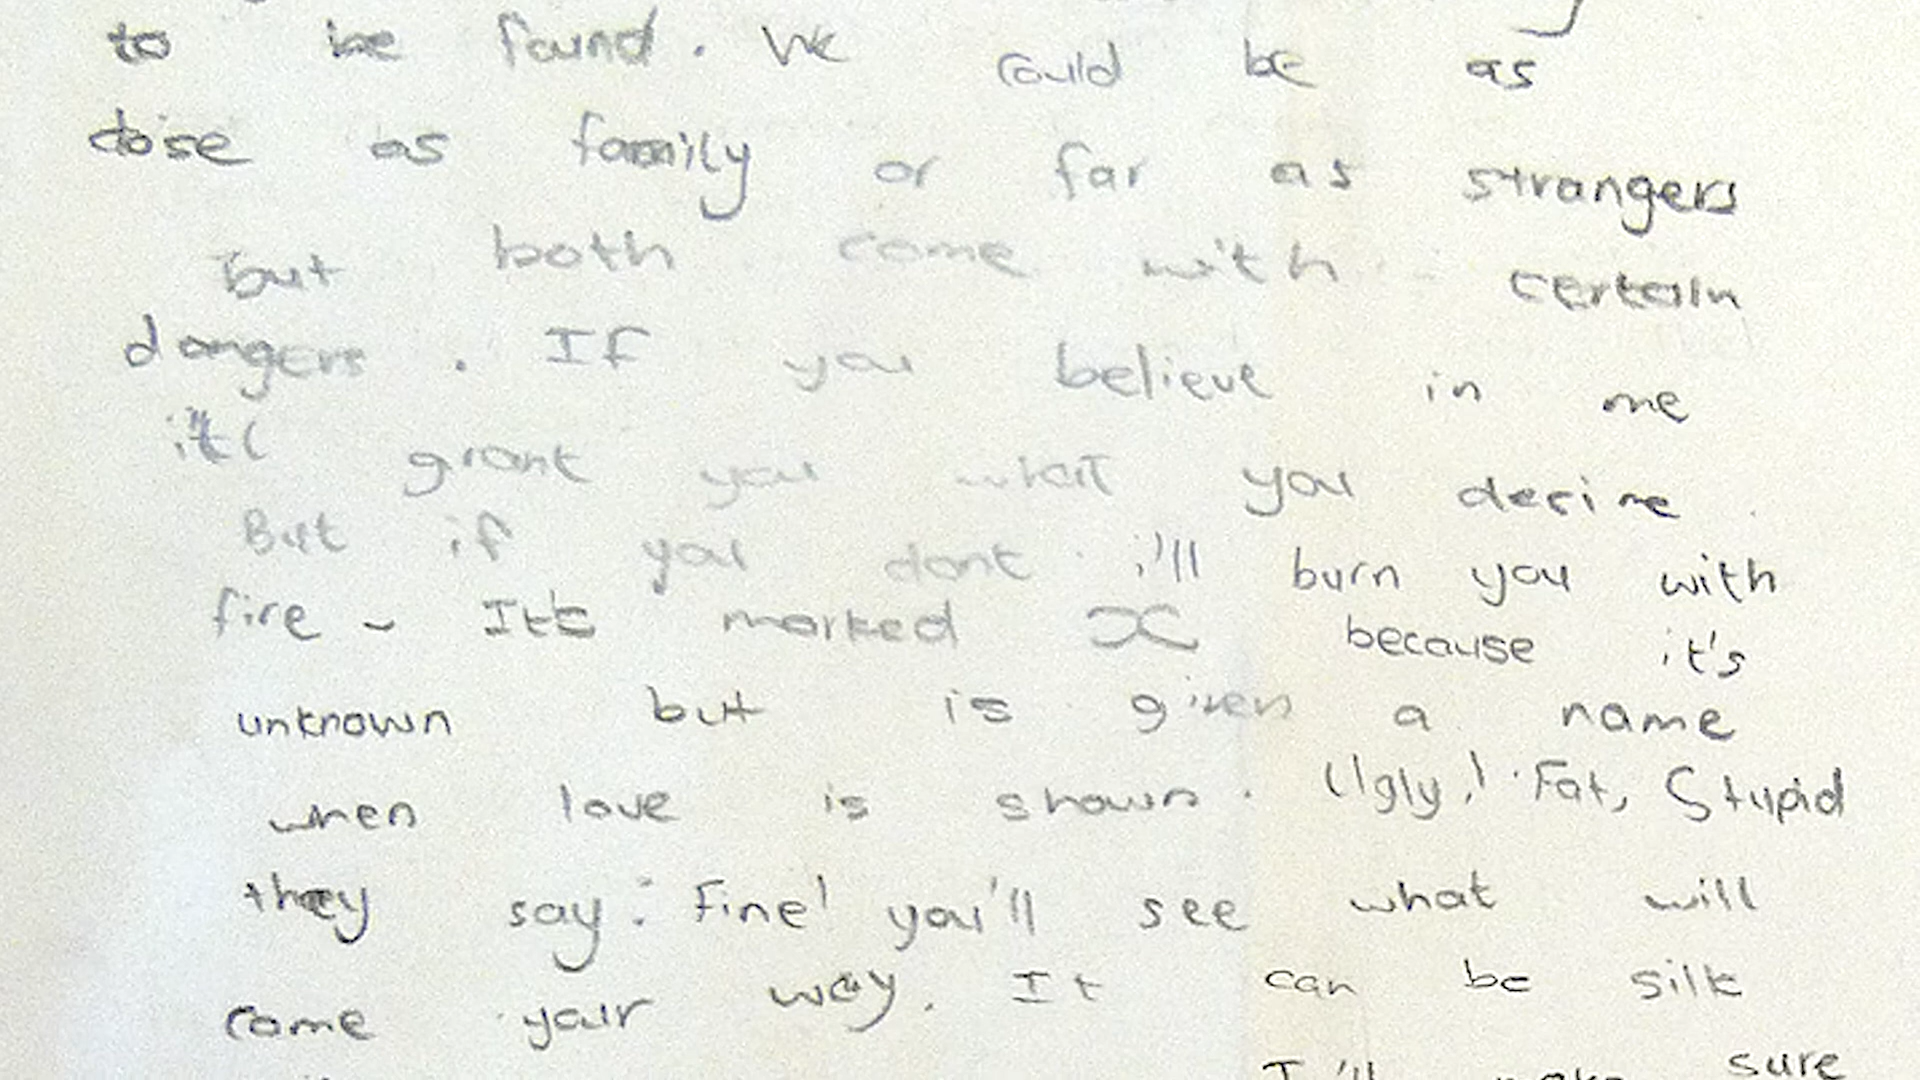 to be found. We could be as
close as family or far as strangers
but both come with certain
dangers. If you believe in me
it'l grant you what you desire
But if you dont i'll burn you with
fire - It's marked X because it's
unknown but is given a name
when love is shown. Ugly! Fat, Stupid
they say: Fine! you'll see what will
come your way. It can be silk
I'll make sure